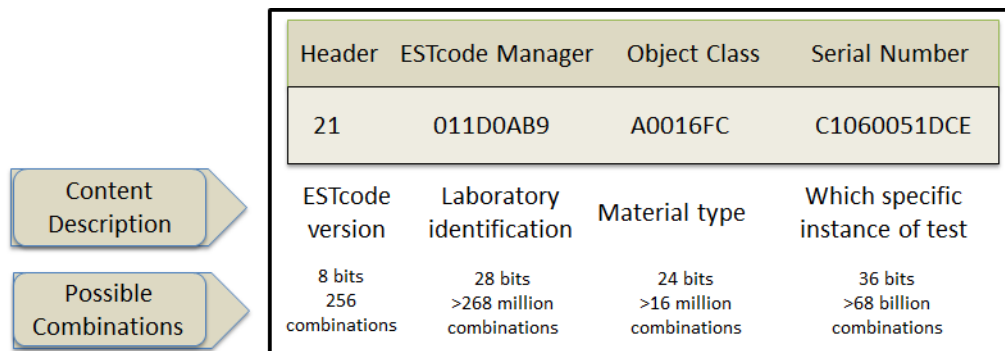 Header ESTcode Manager Object Class Serial Number
21 011D0AB9 A0016FC C1060051DCE
Content
Description
ESTcode
version
Laboratory
identification
Material type
Which specific
instance of test
Possible
Combinations
8 bits
256
combinations
28 bits
>268 million
combinations
24 bits
>16 million
combinations
36 bits
>68 billion
combinations